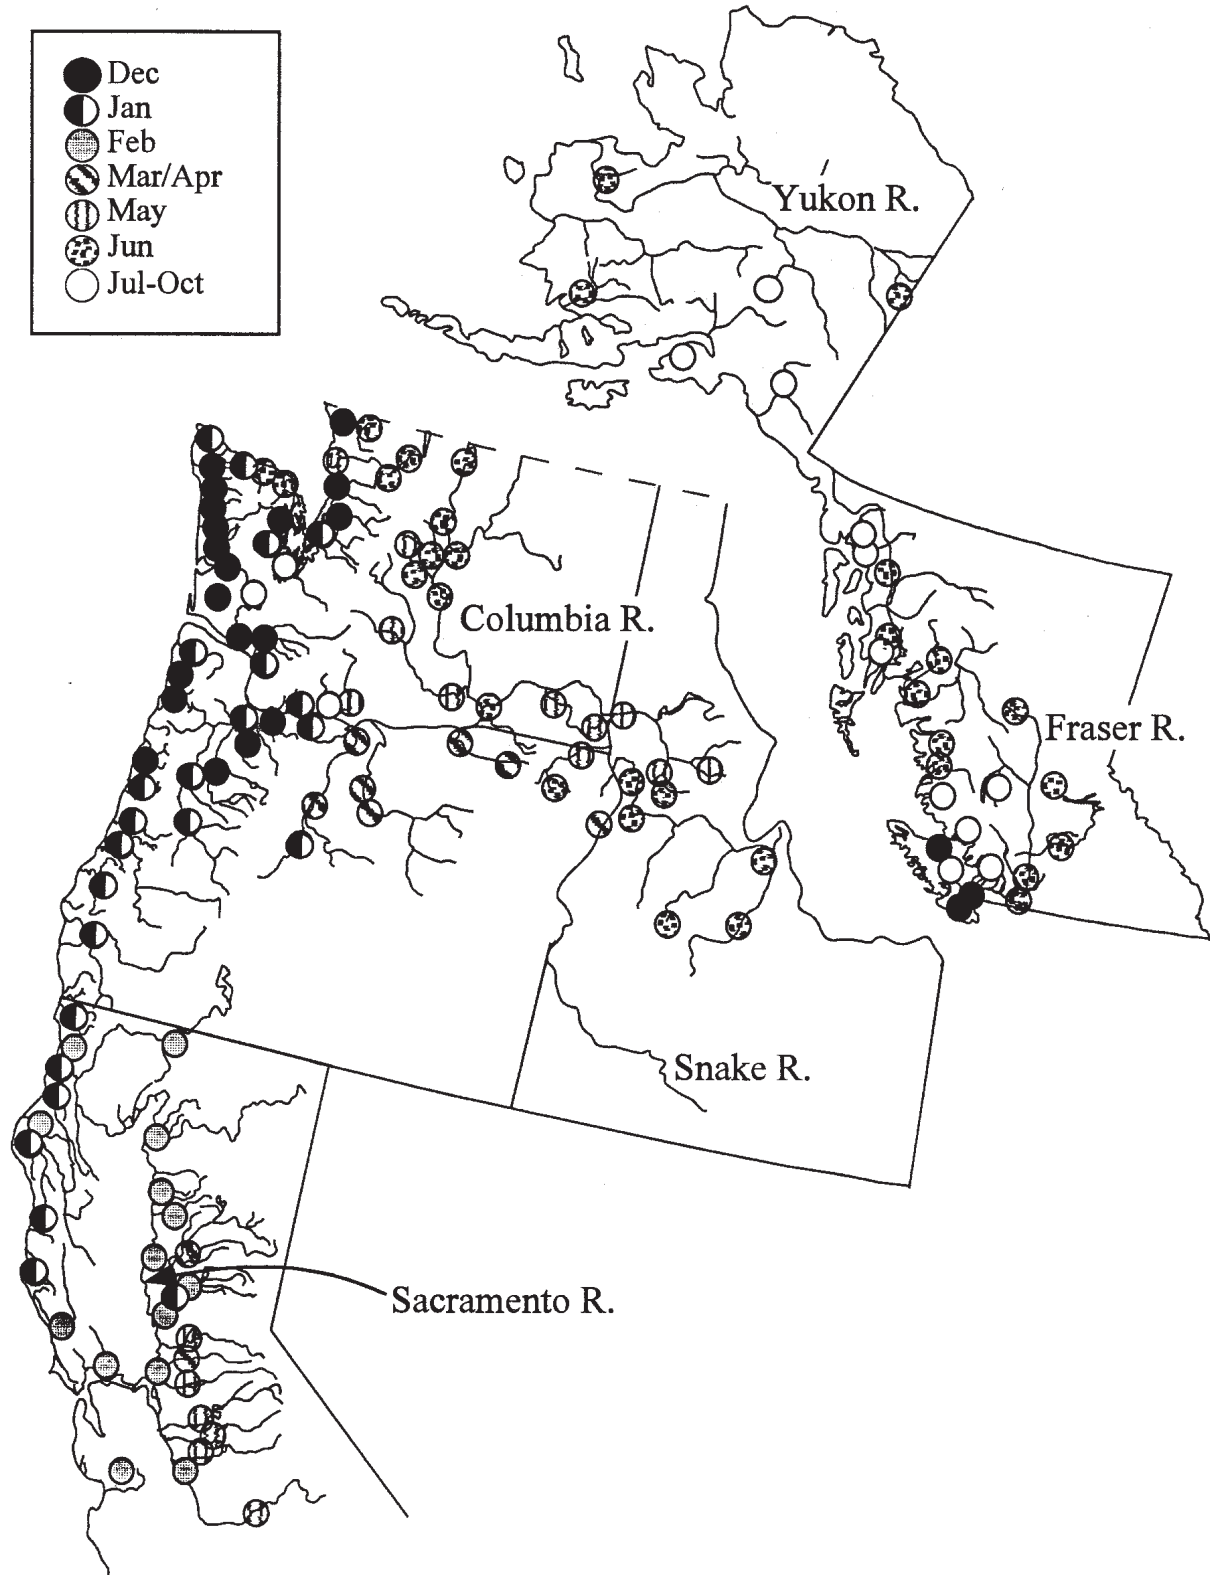 Dec
Jan
Feb
Mar/Apr
May
Jun
Jul-Oct
Yukon R.
Columbia R.
Fraser R.
Snake R.
Sacramento R.